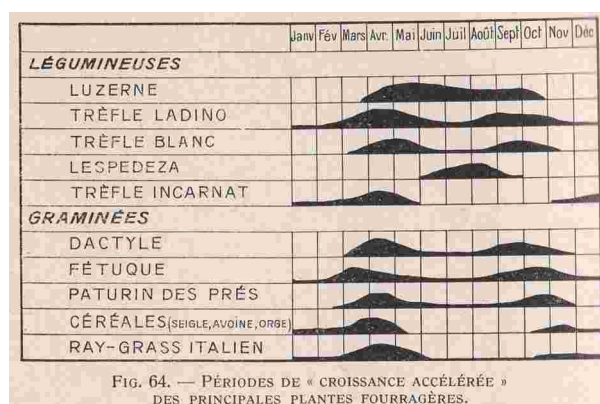 Janv Fév Mars Avr. Mai Juin Juil Août Sept Oct Nov Déc
LÉGUMINEUSES
LUZERNE
TRÈFLE LADINO
TRÈFLE BLANC
LESPEDEZA
TRÈFLE INCARNAT
GRAMINÉES
DACTYLE
FÉTUQUE
PATURIN DES PRÉS
CÉRÉALES (SEIGLE, AVOINE, ORGE)
RAY-GRASS ITALIEN
FIG. 64. — PÉRIODES DE « CROISSANCE ACCÉLÉRÉE »
DES PRINCIPALES PLANTES FOURRAGÈRES.